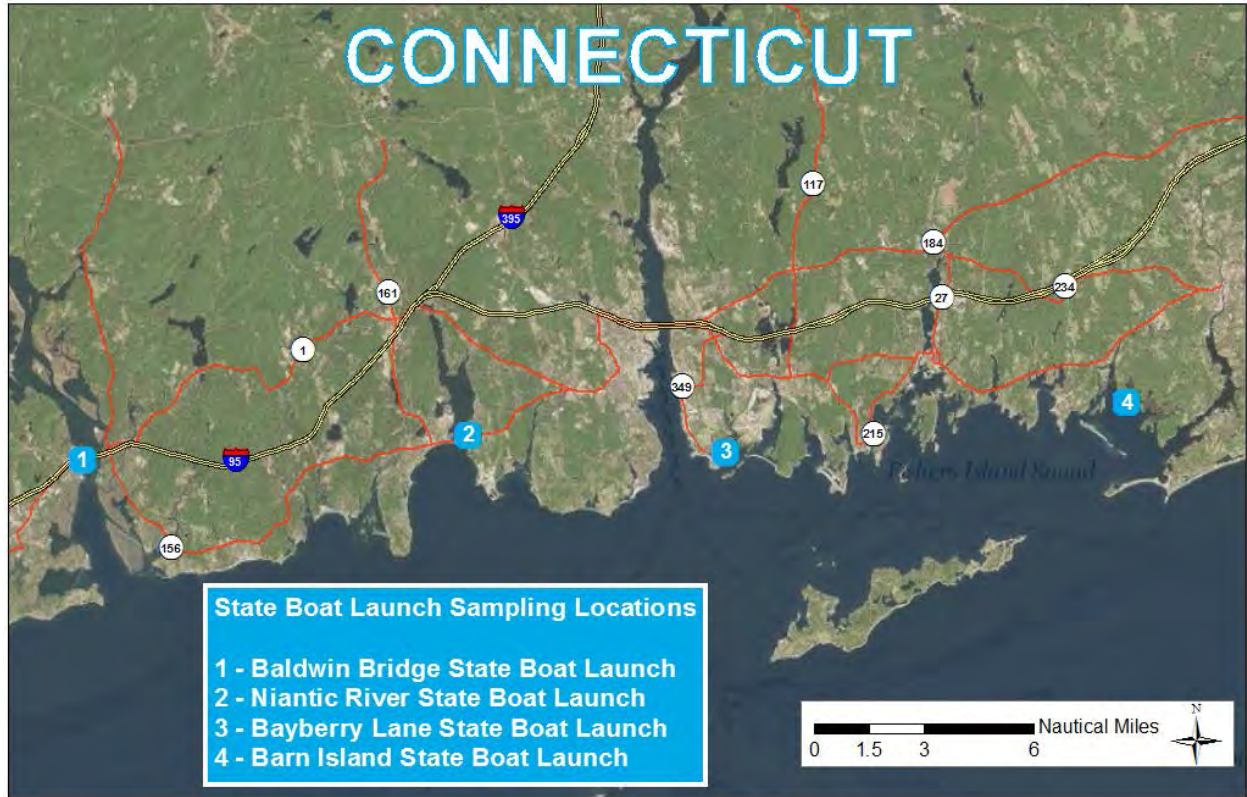 CONNECTICUT
395
117
184
161
27
234
1
349
4
2
215
3
1
95
Fishers Island Sound
156
State Boat Launch Sampling Locations
1 - Baldwin Bridge State Boat Launch
2 - Niantic River State Boat Launch
3 - Bayberry Lane State Boat Launch
4 - Barn Island State Boat Launch
N
Nautical Miles
0 1.5 3 6